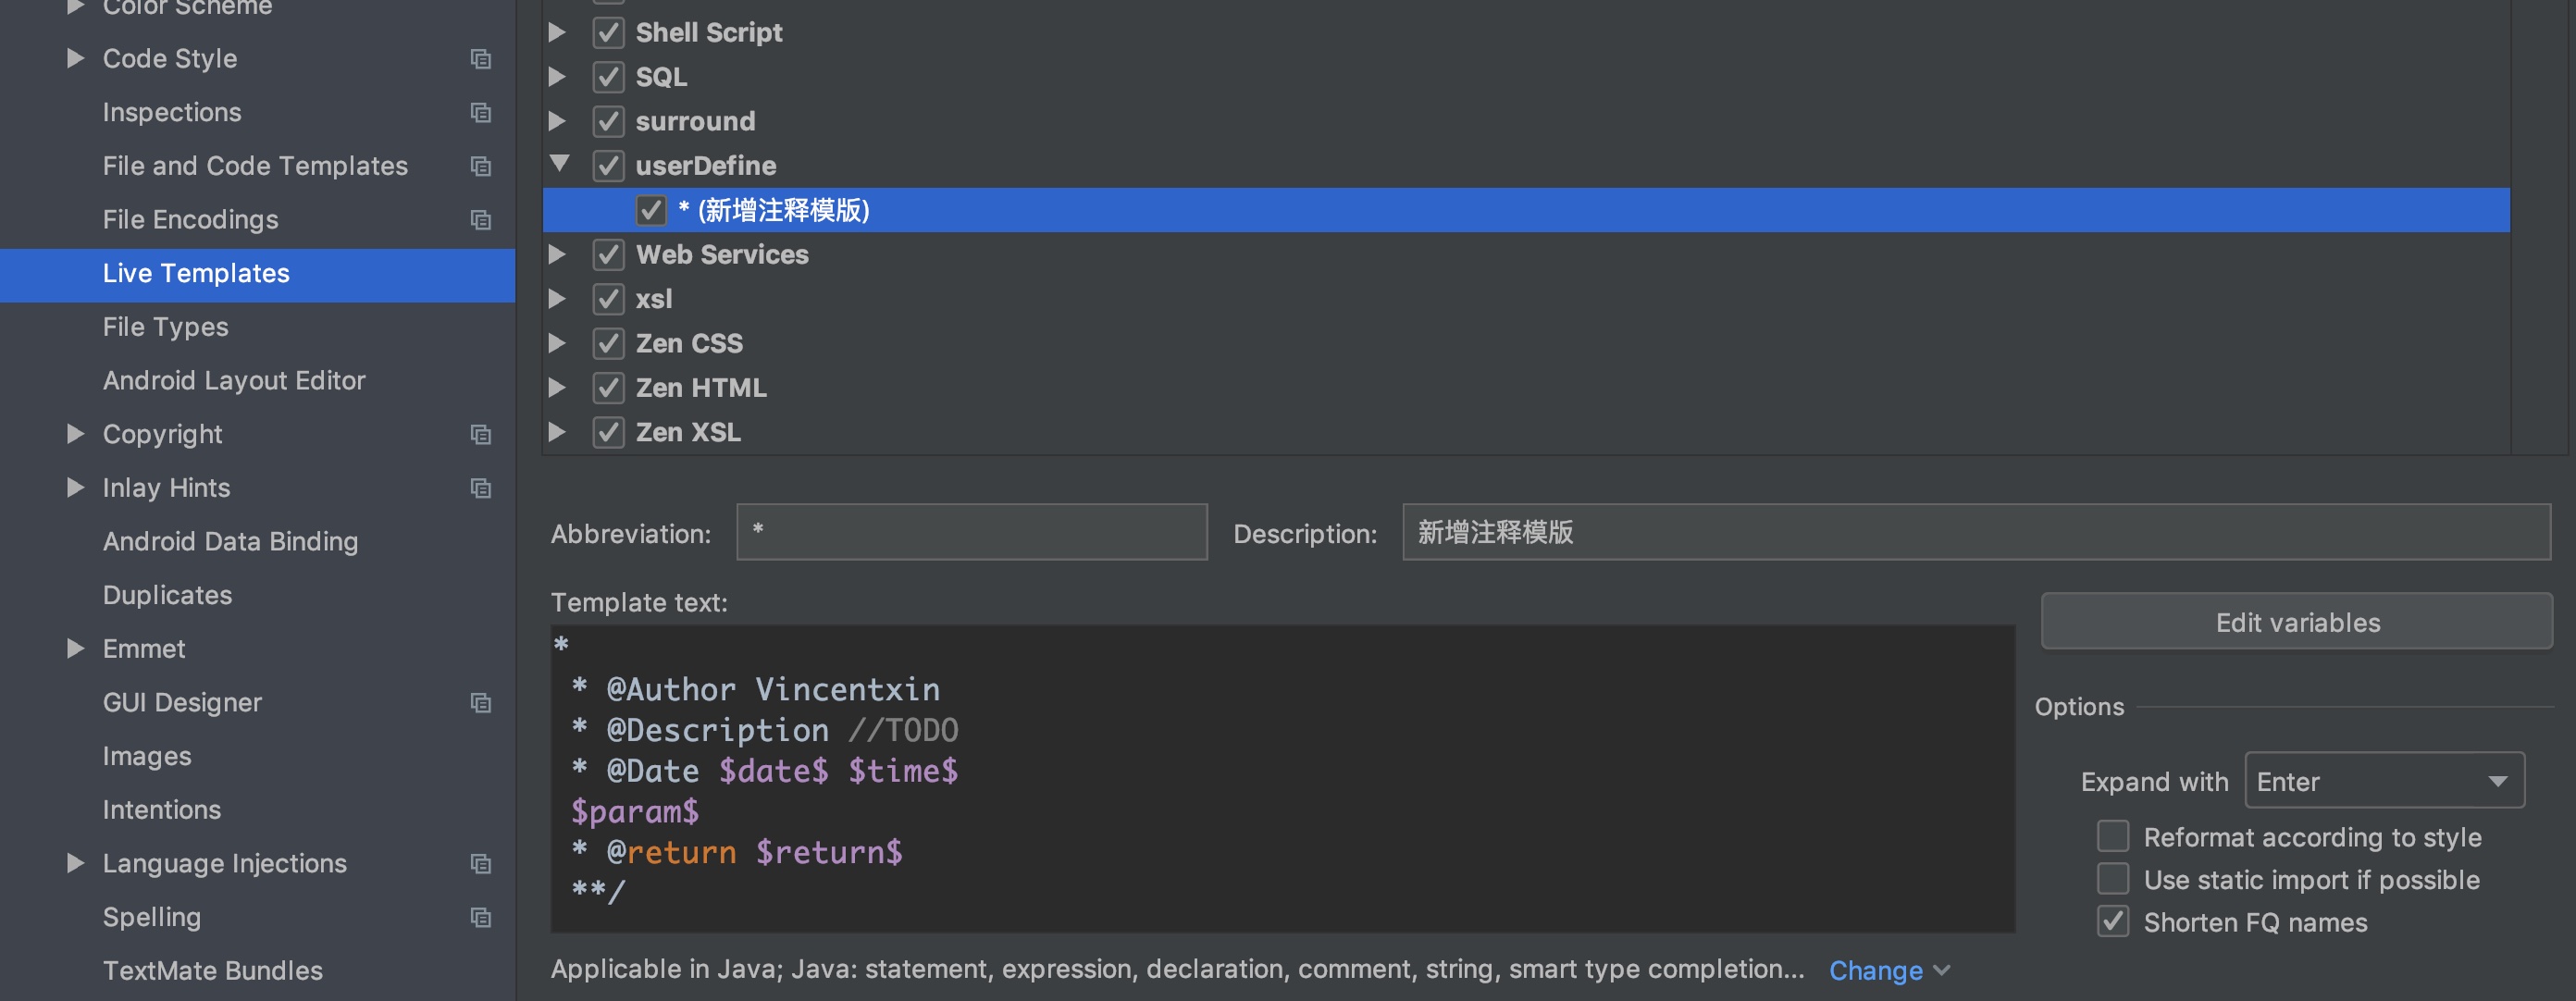 Color Scheme
Code Style
Inspections
File and Code Templates
File Encodings
Live Templates
File Types
Android Layout Editor
Copyright
Inlay Hints
Android Data Binding
Duplicates
Emmet
GUI Designer
Images
Intentions
Language Injections
Spelling
TextMate Bundles
Shell Script
SQL
surround
userDefine
* (新增注释模版)
Web Services
xsl
Zen CSS
Zen HTML
Zen XSL
Abbreviation: * Description: 新增注释模版
Template text:
*
* @Author Vincentxin
* @Description //TODO
* @Date $date$ $time$
$param$
* @return $return$
**/
Edit variables
Options
Expand with Enter
Reformat according to style
Use static import if possible
Shorten FQ names
Applicable in Java; Java: statement, expression, declaration, comment, string, smart type completion... Change